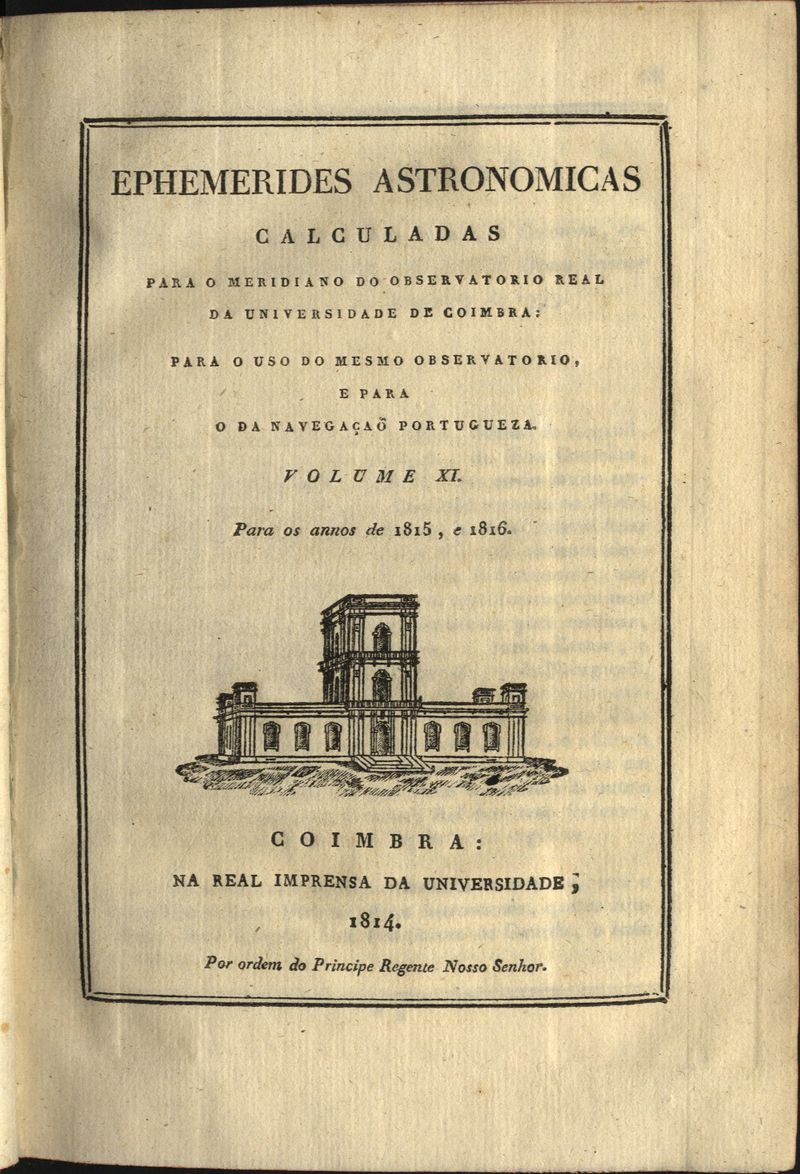 EPHEMERIDES ASTRONOMICAS
CALCULADAS
PARA O MERIDIANO DO OBSERVATORIO REAL
DA UNIVERSIDADE DE COIMBRA:
PARA O USO DO MESMO OBSERVATORIO,
E PARA
O DA NAVEGAÇAÕ PORTUGUEZA.
VOLUME XI.
Para os annos de 1815, e 1816.
COIMBRA:
NA REAL IMPRENSA DA UNIVERSIDADE;
1814.
Por ordem do Principe Regente Nosso Senhor.